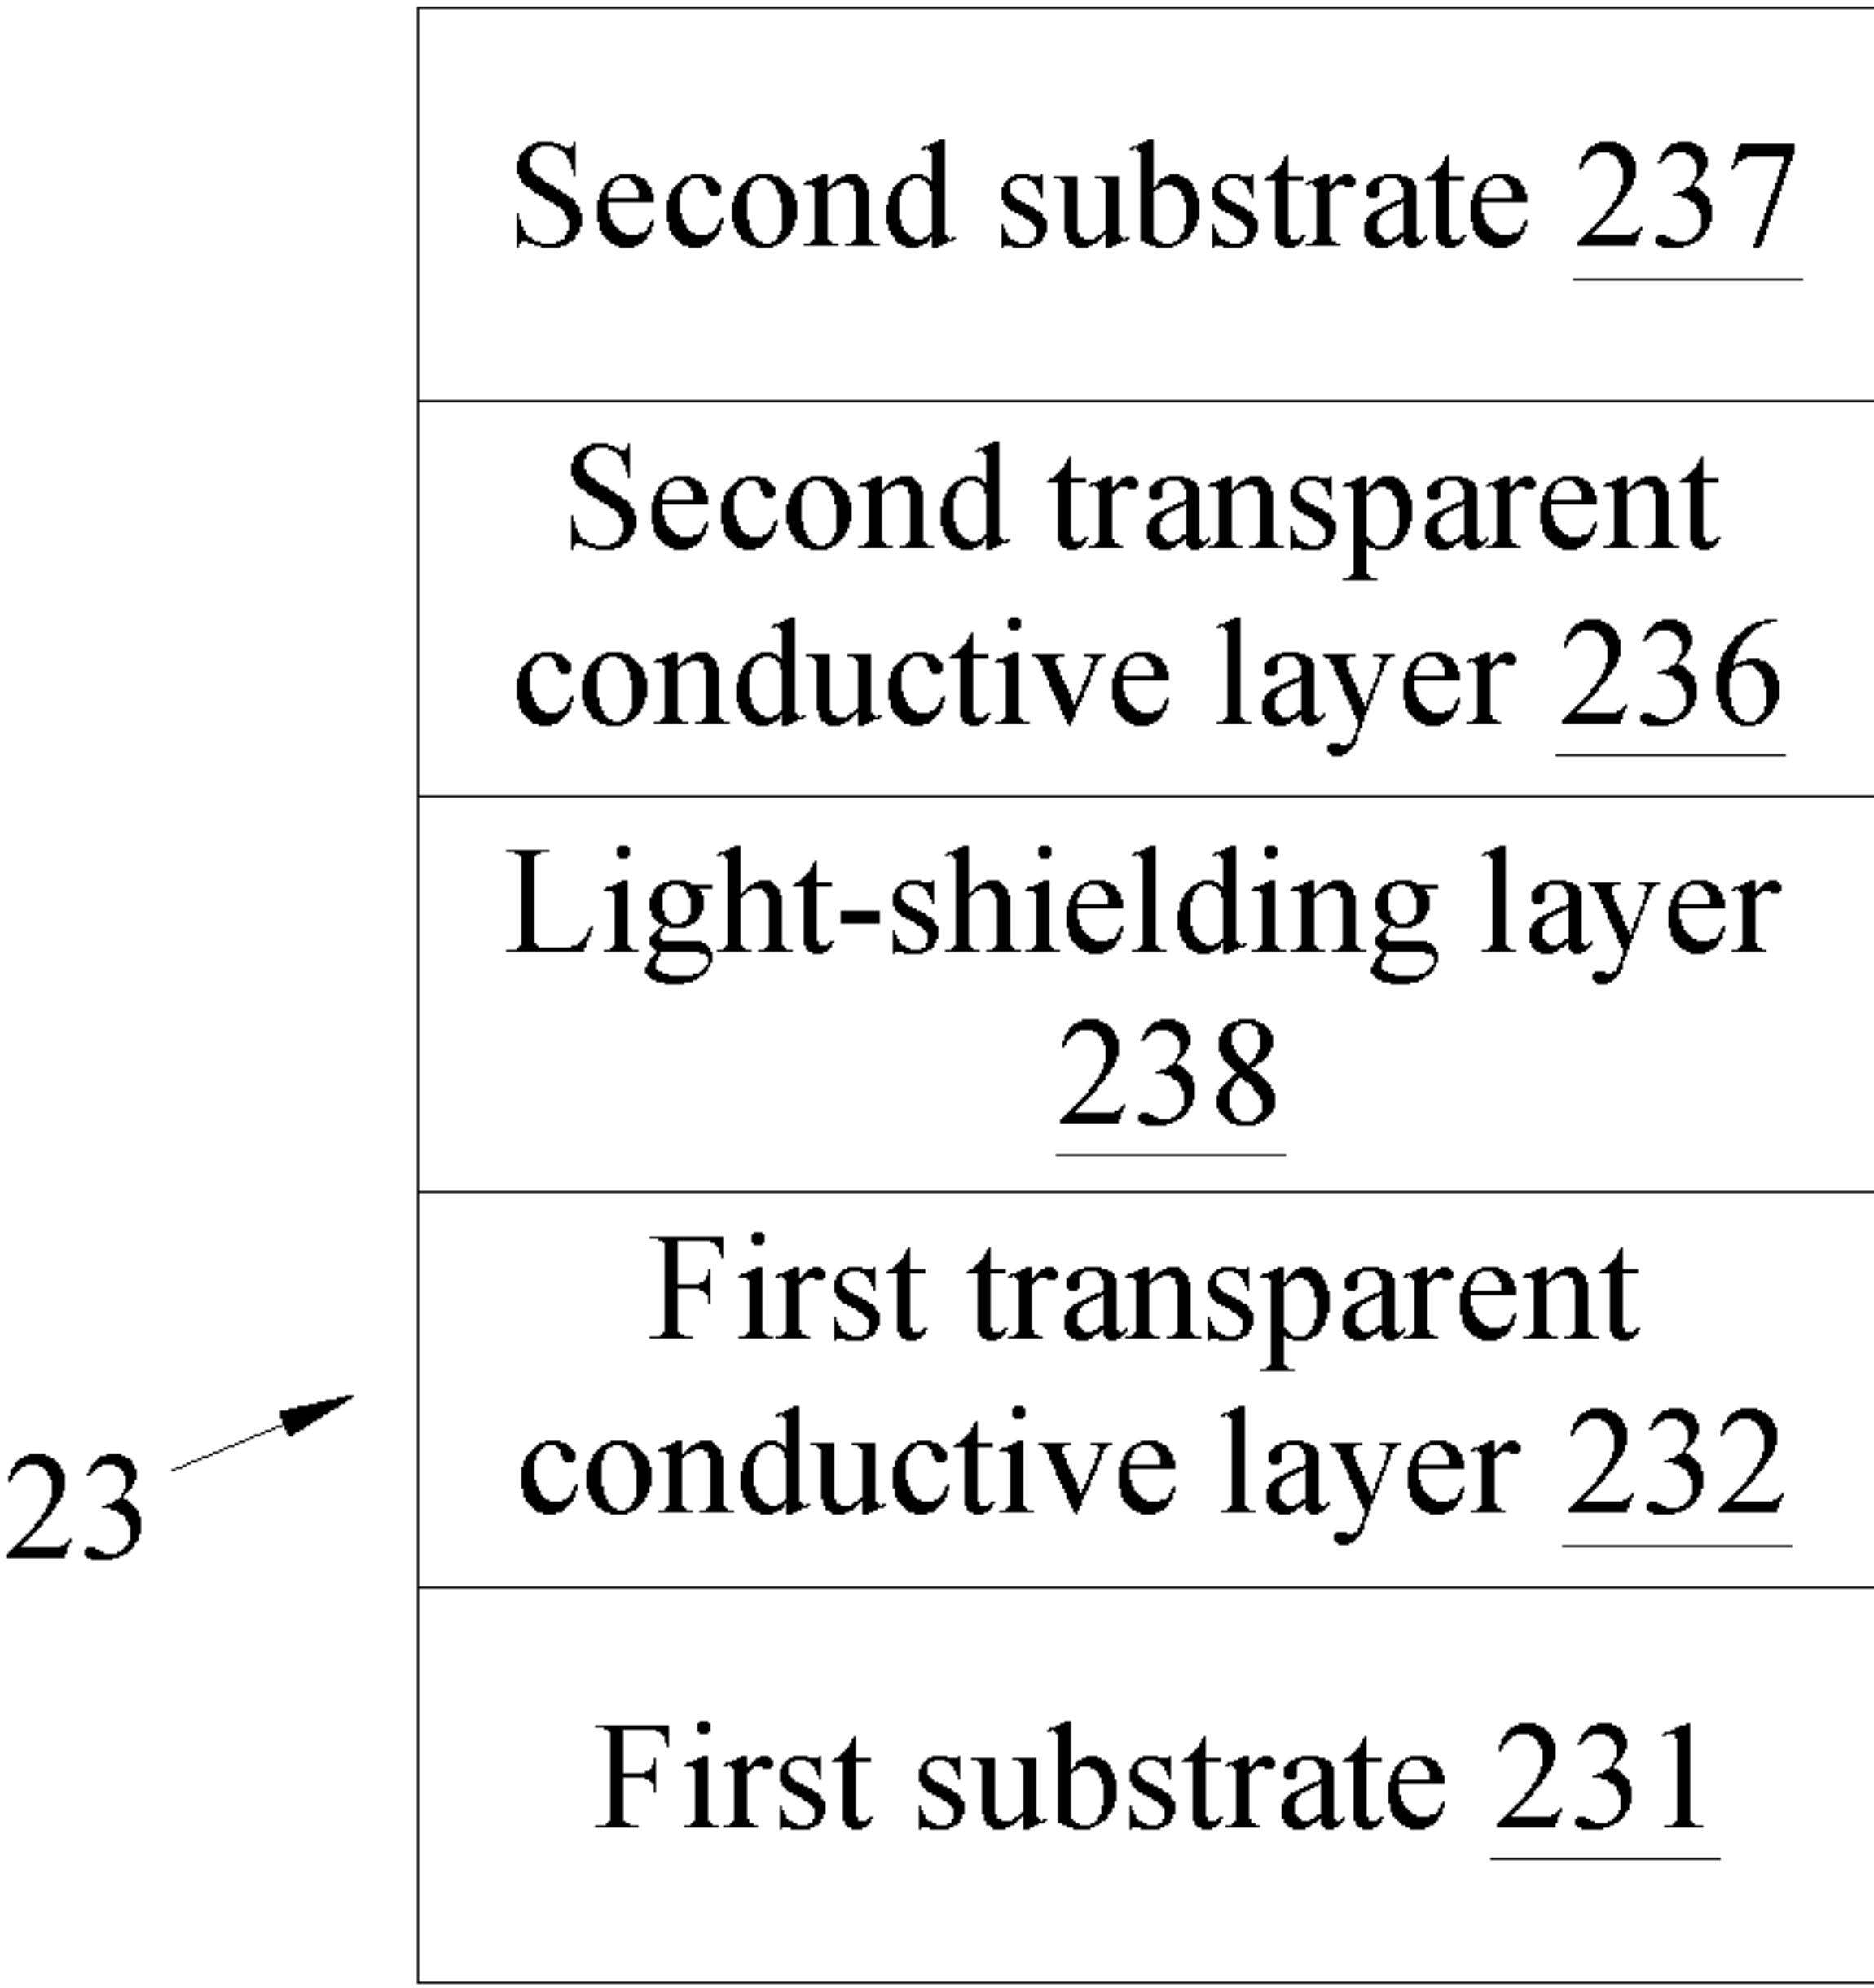 Second substrate 237
Second transparent
conductive layer 236
Light-shielding layer
238
First transparent
conductive layer 232
23
First substrate 231